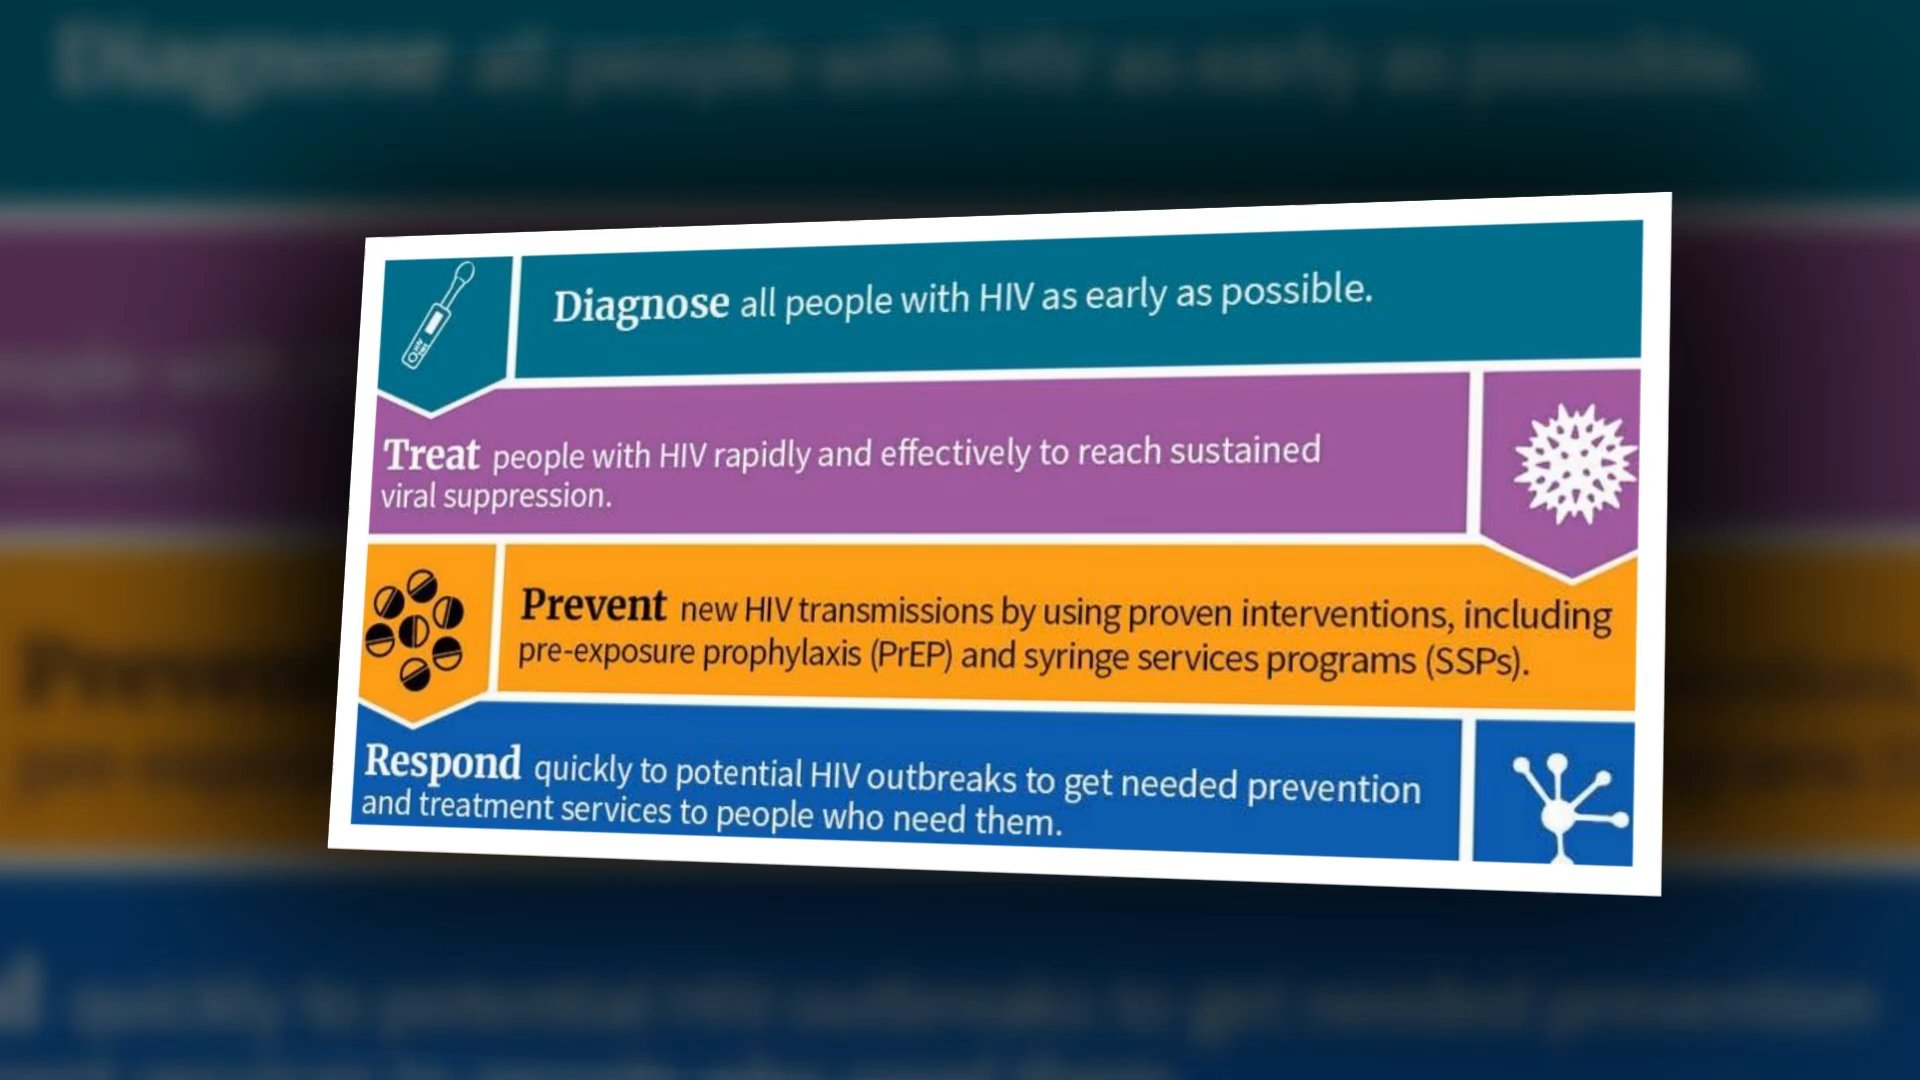 Diagnose all people with HIV as early as possible.
Treat people with HIV rapidly and effectively to reach sustained
viral suppression.
Prevent new HIV transmissions by using proven interventions, including
pre-exposure prophylaxis (PrEP) and syringe services programs (SSPs).
Respond quickly to potential HIV outbreaks to get needed prevention
and treatment services to people who need them.